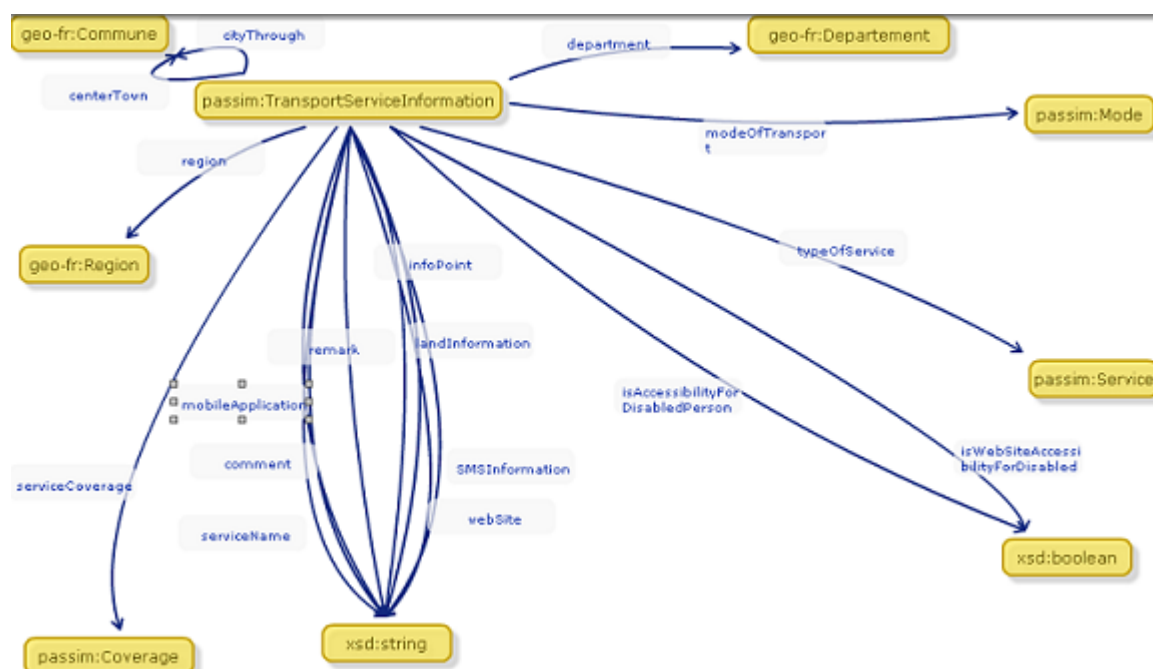 geo-fr:Commune
cityThrough
geo-fr:Departement
department
centerTown
passim:TransportServiceInformation
passim:Mode
modeOfTranspor
t
region
typeOfService
geo-fr:Region
infoPoint
remark
landInformation
passim:Service
mobileApplication
isAccessibilityFor
DisabledPerson
comment
SMSInformation
isWebSiteAccessi
bilityForDisabled
serviceCoverage
webSite
serviceName
xsd:boolean
xsd:string
passim:Coverage